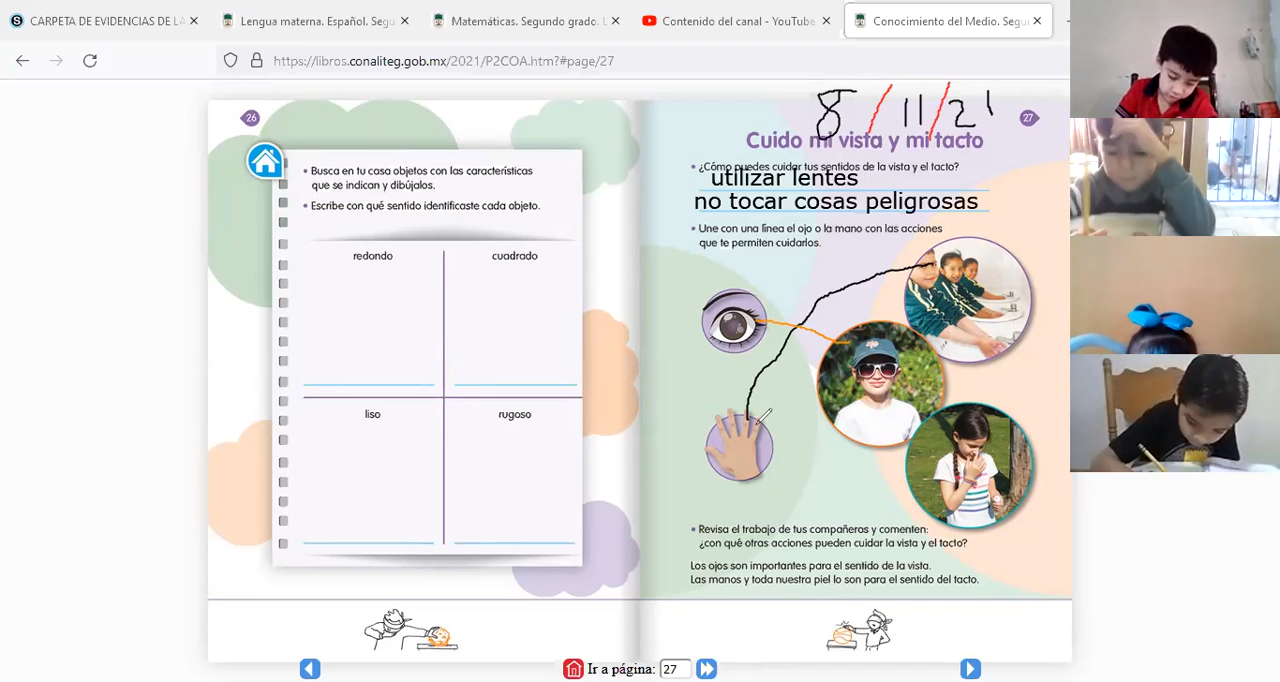 CARPETA DE EVIDENCIAS DE LA
Lengua materna. Español. Segu
Matemáticas. Segundo grado. L
Contenido del canal - YouTube
Conocimiento del Medio. Segu
https://libros.conaliteg.gob.mx/2021/P2COA.htm?#page/27
26
• Busca en tu casa objetos con las características
que se indican y dibújalos.
• Escribe con qué sentido identificaste cada objeto.
redondo
cuadrado
liso
rugoso
8/11/21
27
Cuido mi vista y mi tacto
• ¿Cómo puedes cuidar tus sentidos de la vista y el tacto?
utilizar lentes
no tocar cosas peligrosas
• Une con una línea el ojo o la mano con las acciones
que te permiten cuidarlos.
• Revisa el trabajo de tus compañeros y comenten:
¿con qué otras acciones pueden cuidar la vista y el tacto?
Los ojos son importantes para el sentido de la vista.
Las manos y toda nuestra piel lo son para el sentido del tacto.
Ir a página: 27